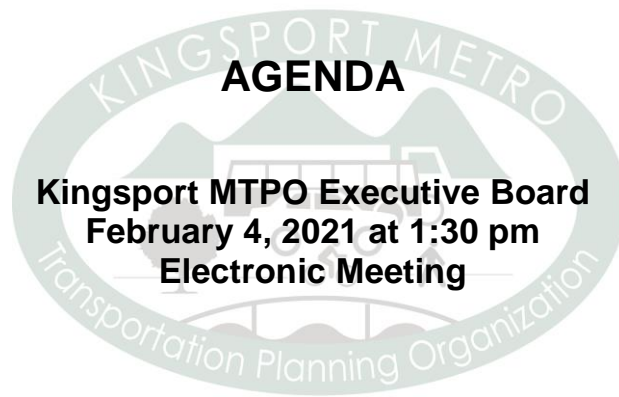 KINGSPORT METRO
AGENDA
Kingsport MTPO Executive Board
February 4, 2021 at 1:30 pm
Electronic Meeting
Transportation Planning Organization